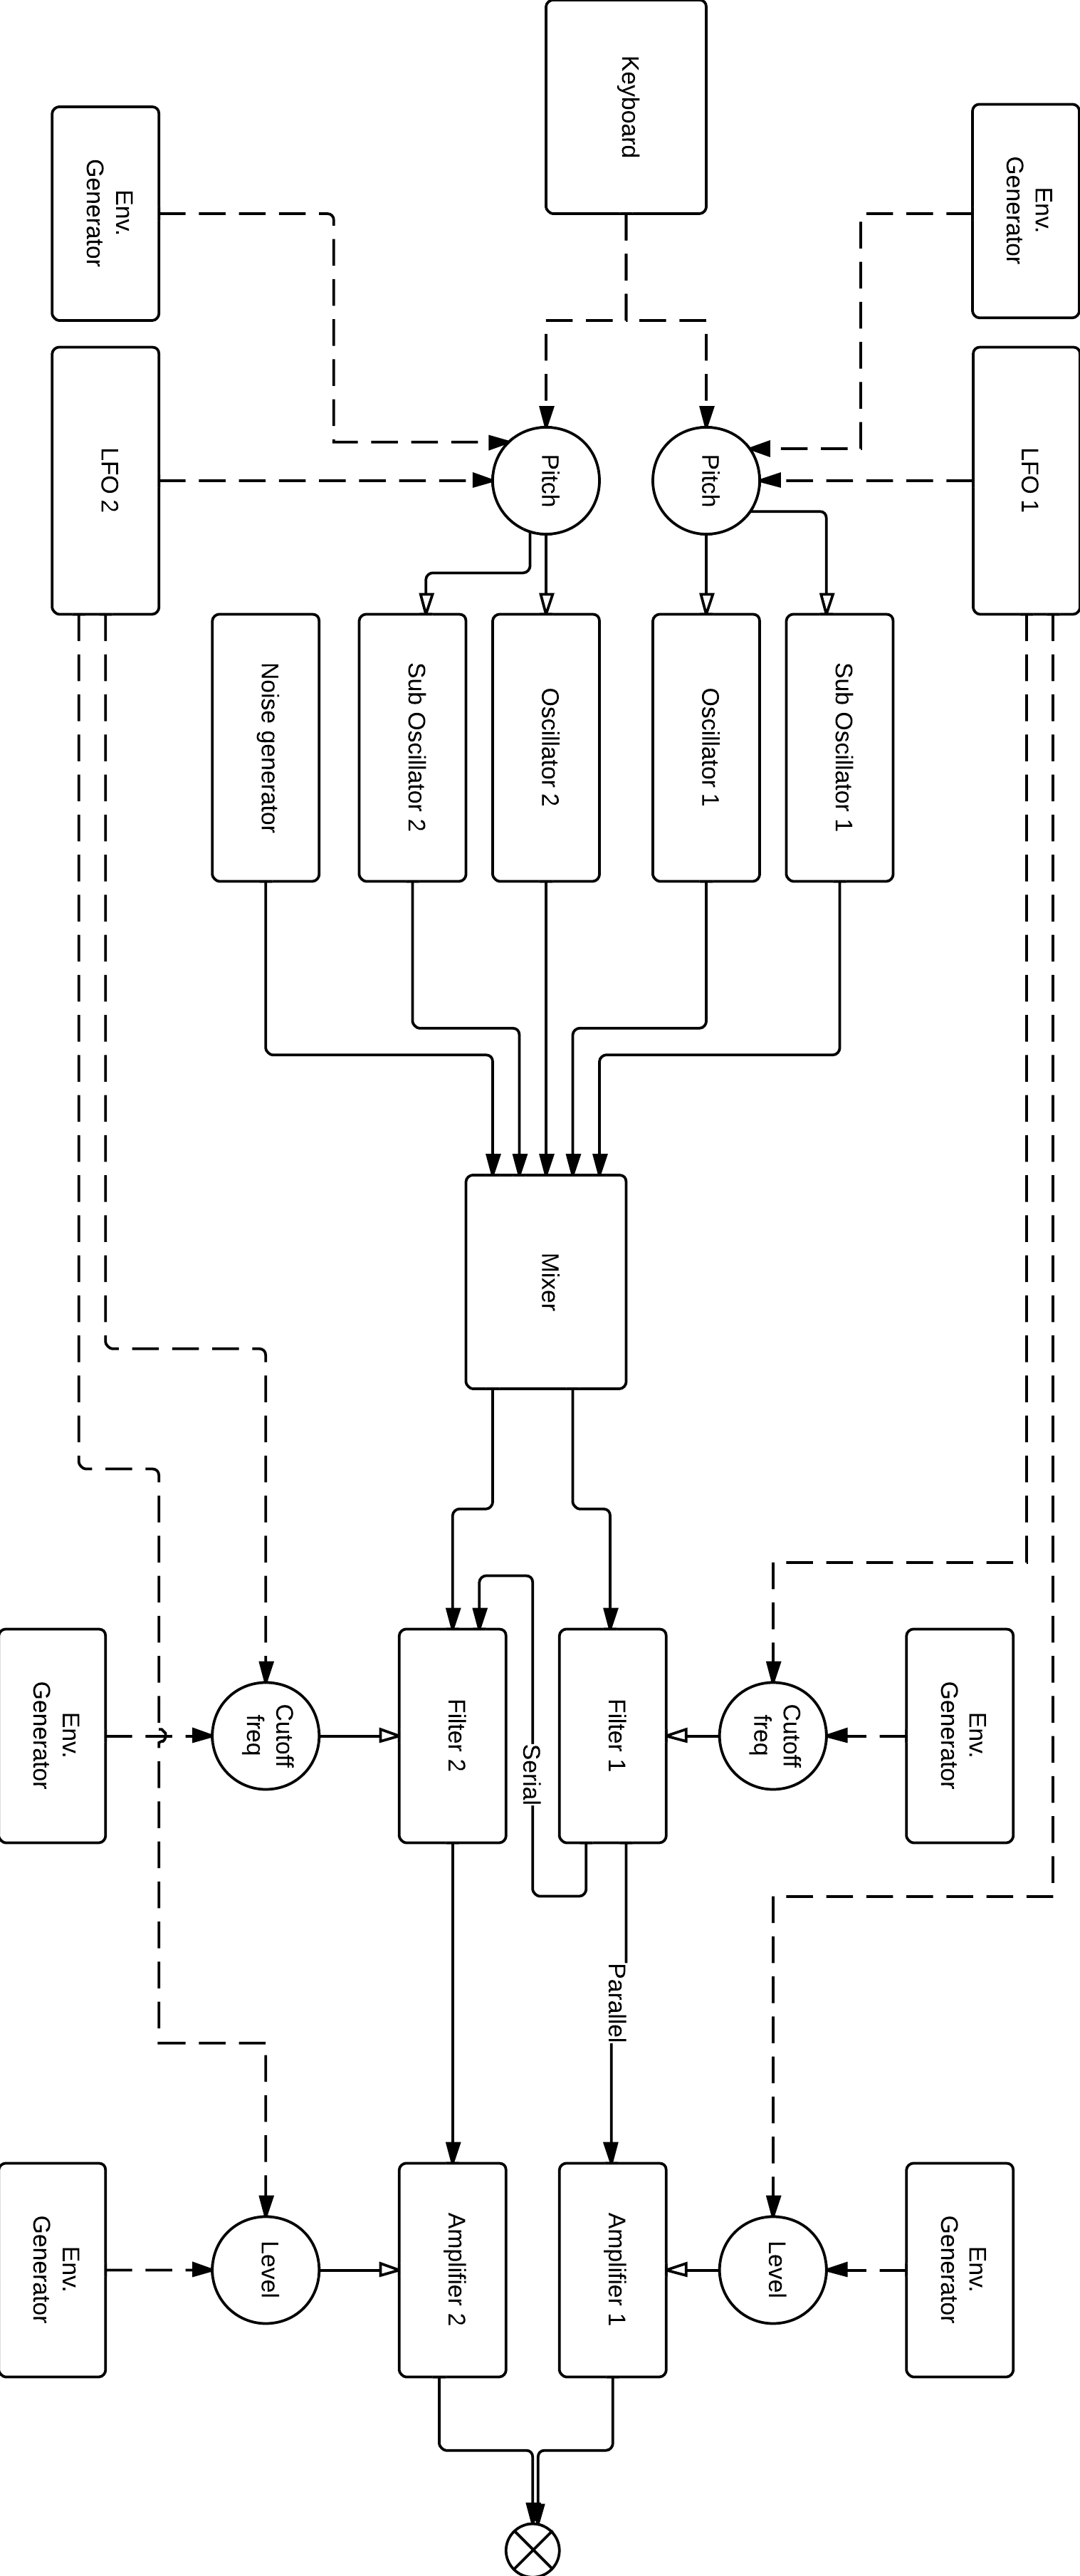 Env.
Generator
LFO 1
Env.
Generator
Env.
Generator
Sub Oscillator 1
Cutoff
freq
Level
Keyboard
Pitch
Oscillator 1
Filter 1
Parallel
Amplifier 1
Serial
Pitch
Oscillator 2
Mixer
Filter 2
Amplifier 2
Sub Oscillator 2
Noise generator
Cutoff
freq
Level
Env.
Generator
LFO 2
Env.
Generator
Env.
Generator